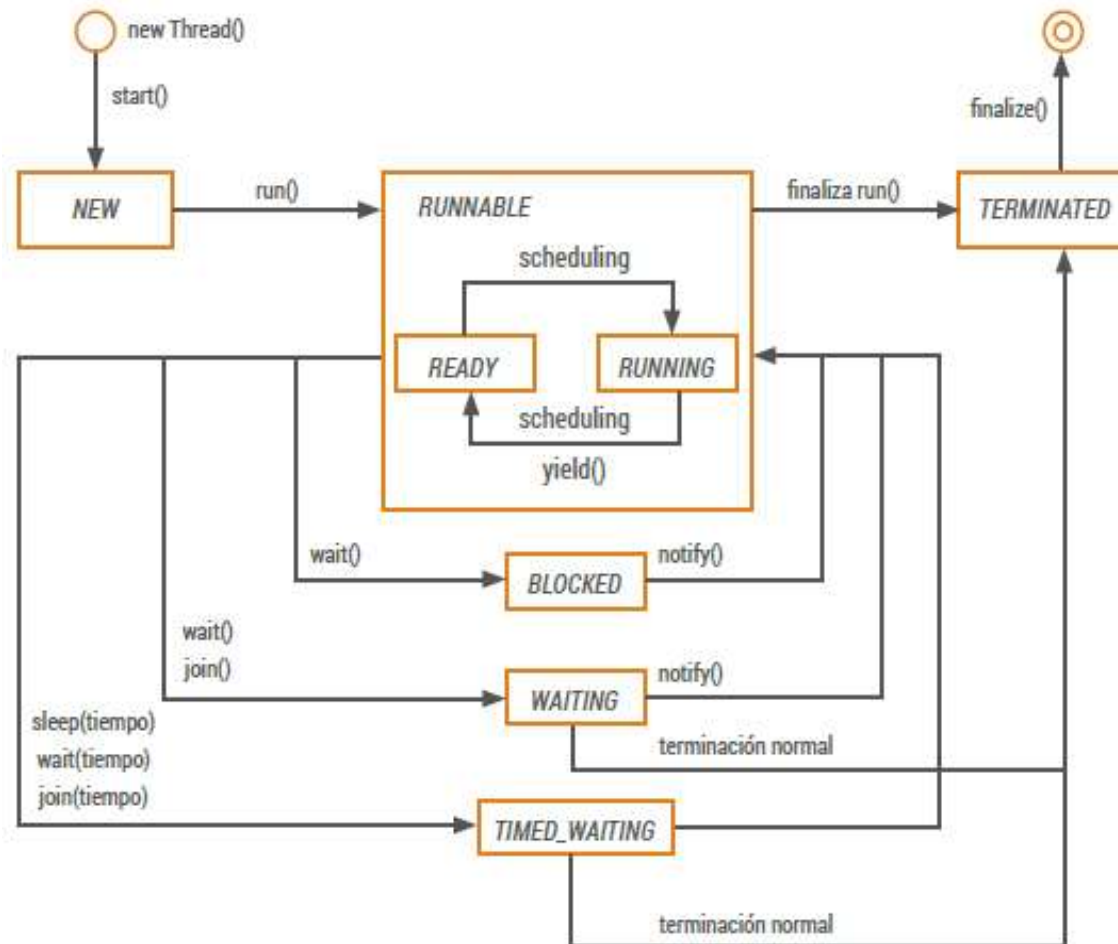 new Thread()
start()
finalize()
NEW
run()
RUNNABLE
finaliza run()
TERMINATED
scheduling
READY
RUNNING
scheduling
yield()
wait()
BLOCKED
notify()
wait()
join()
WAITING
notify()
sleep(tiempo)
wait(tiempo)
join(tiempo)
terminación normal
TIMED_WAITING
terminación normal